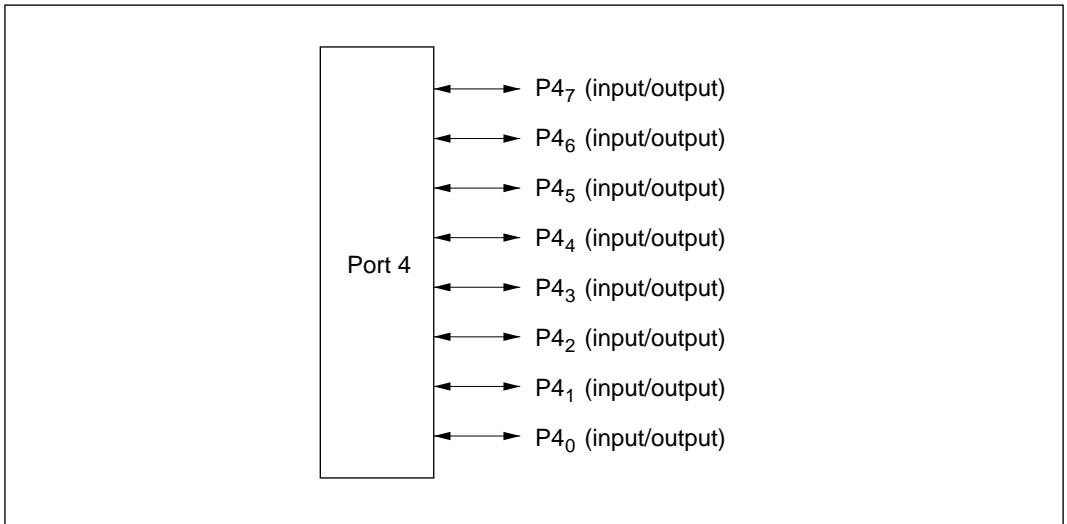 P4₇ (input/output)
P4₆ (input/output)
P4₅ (input/output)
P4₄ (input/output)
Port 4
P4₃ (input/output)
P4₂ (input/output)
P4₁ (input/output)
P4₀ (input/output)